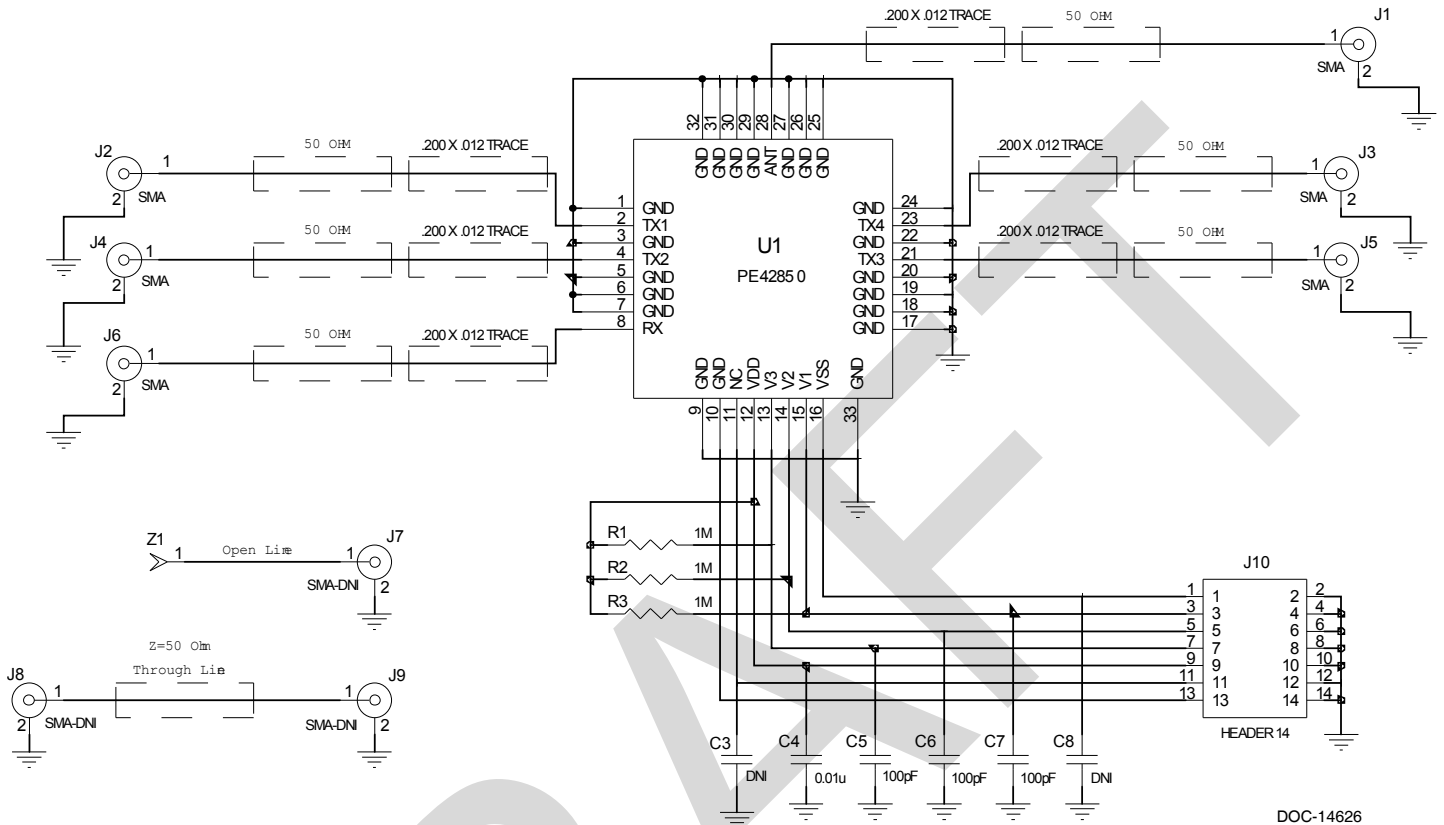 .200 X .012 TRACE
50 OHM
J1
1
SMA
2
32
31
30
29
28
27
26
25
GND
GND
GND
GND
ANT
GND
GND
GND
J2
1
50 OHM
.200 X .012 TRACE
2
SMA
J4
1
50 OHM
.200 X .012 TRACE
2
SMA
J6
1
50 OHM
.200 X .012 TRACE
2
SMA
1 GND
2 TX1
3 GND
4 TX2
5 GND
6 GND
7 GND
8 RX
U1
PE42850
GND 24
TX4 23
GND 22
TX3 21
GND 20
GND 19
GND 18
GND 17
.200 X .012 TRACE
50 OHM
J3
1
2
SMA
.200 X .012 TRACE
50 OHM
J5
1
SMA
2
GND
GND
NC
VDD
V3
V2
V1
VSS
GND
9
10
11
12
13
14
15
16
33
R1 1M
R2 1M
R3 1M
Z1
1
Open Line
1
J7
SMA-DNI
2
Z=50 Ohm
Through Line
J8
1
2
SMA-DNI
J9
1
SMA-DNI
2
J10
1 1 2 2
3 3 4 4
5 5 6 6
7 7 8 8
9 9 10 10
11 11 12 12
13 13 14 14
HEADER 14
C3
DNI
C4
0.01u
C5
100pF
C6
100pF
C7
100pF
C8
DNI
DOC-14626
DRAFT